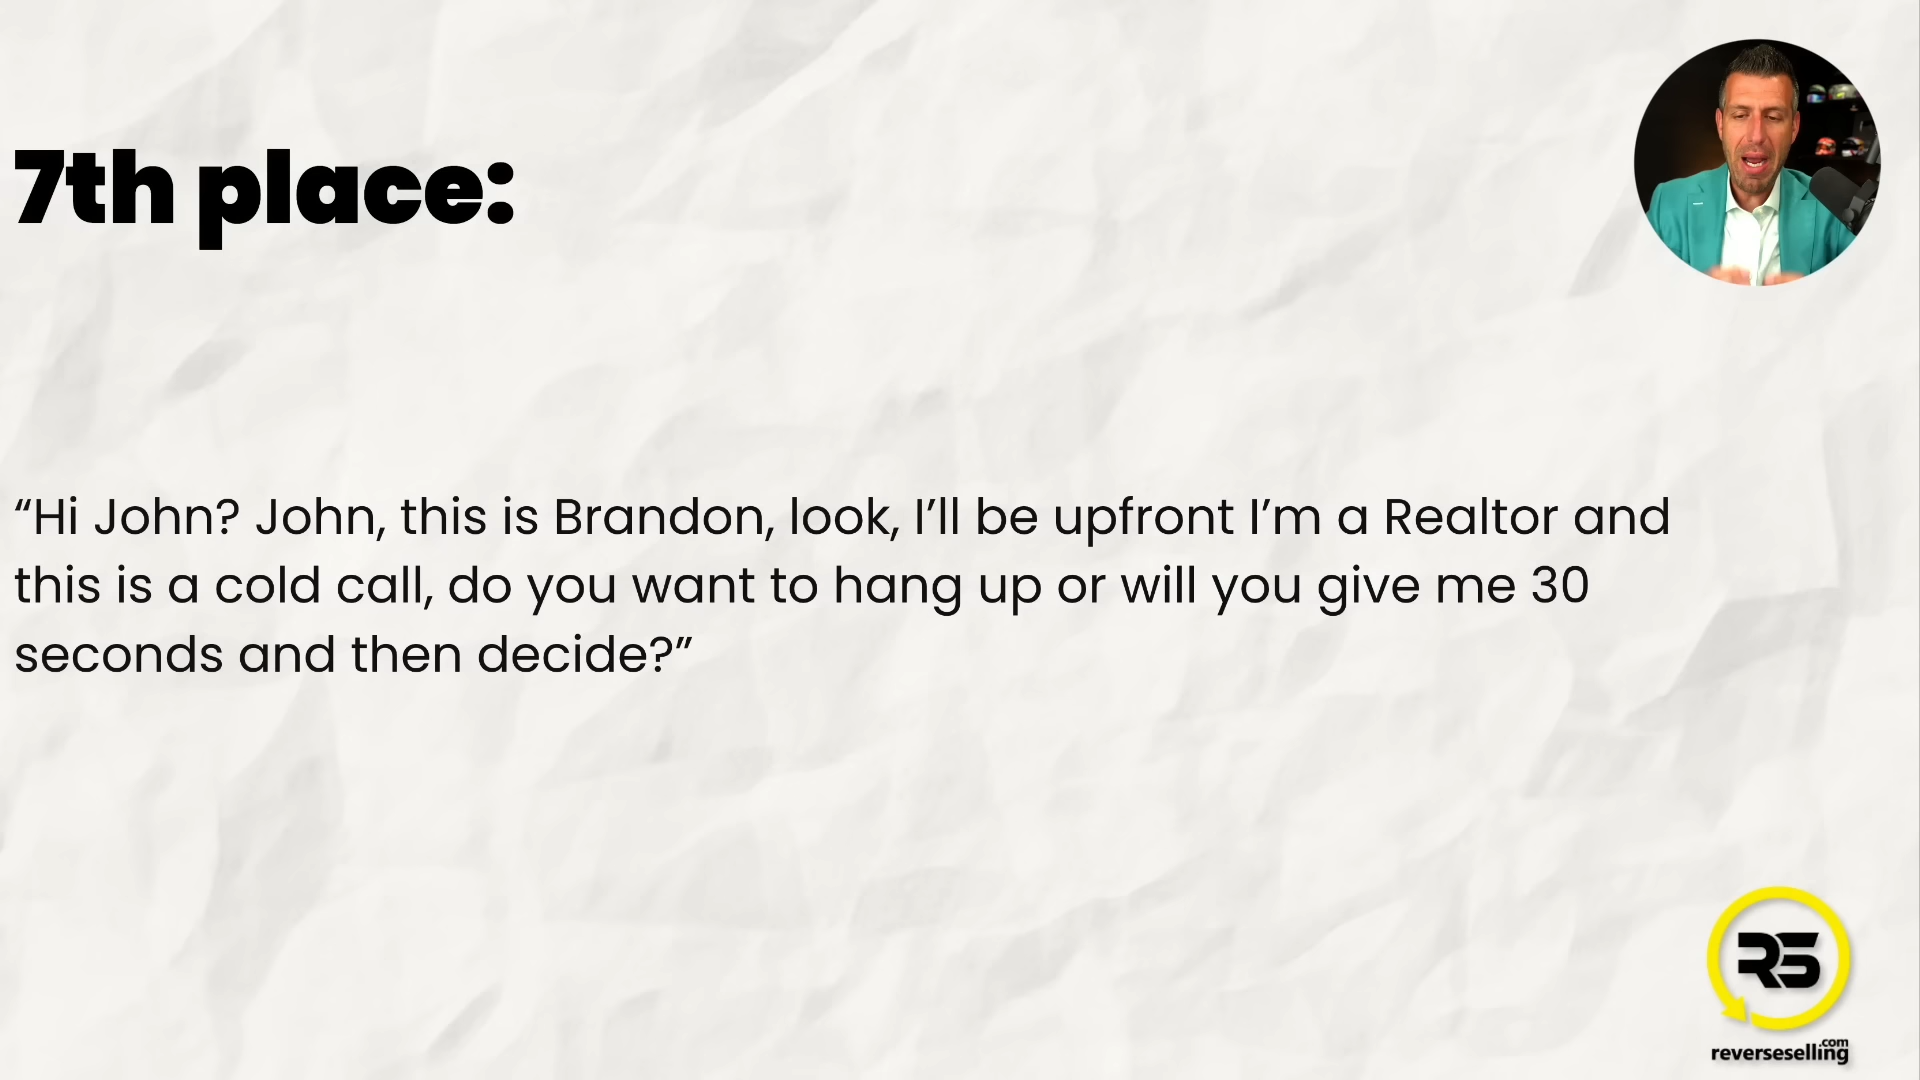 7th place:
“Hi John? John, this is Brandon, look, I’ll be upfront I’m a Realtor and
this is a cold call, do you want to hang up or will you give me 30
seconds and then decide?”
RS
reverseselling.com